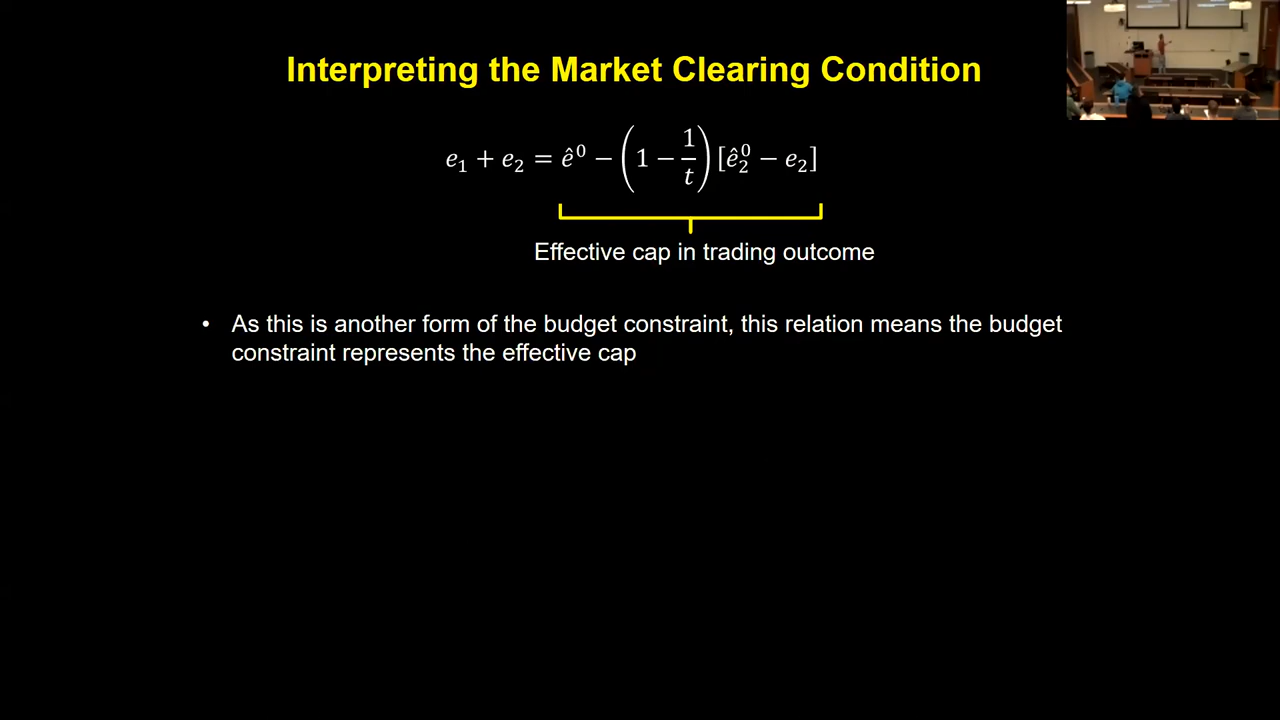 Interpreting the Market Clearing Condition
e₁ + e₂ = ê⁰ − (1 − 1/t) [ê₂⁰ − e₂]
Effective cap in trading outcome
• As this is another form of the budget constraint, this relation means the budget
constraint represents the effective cap